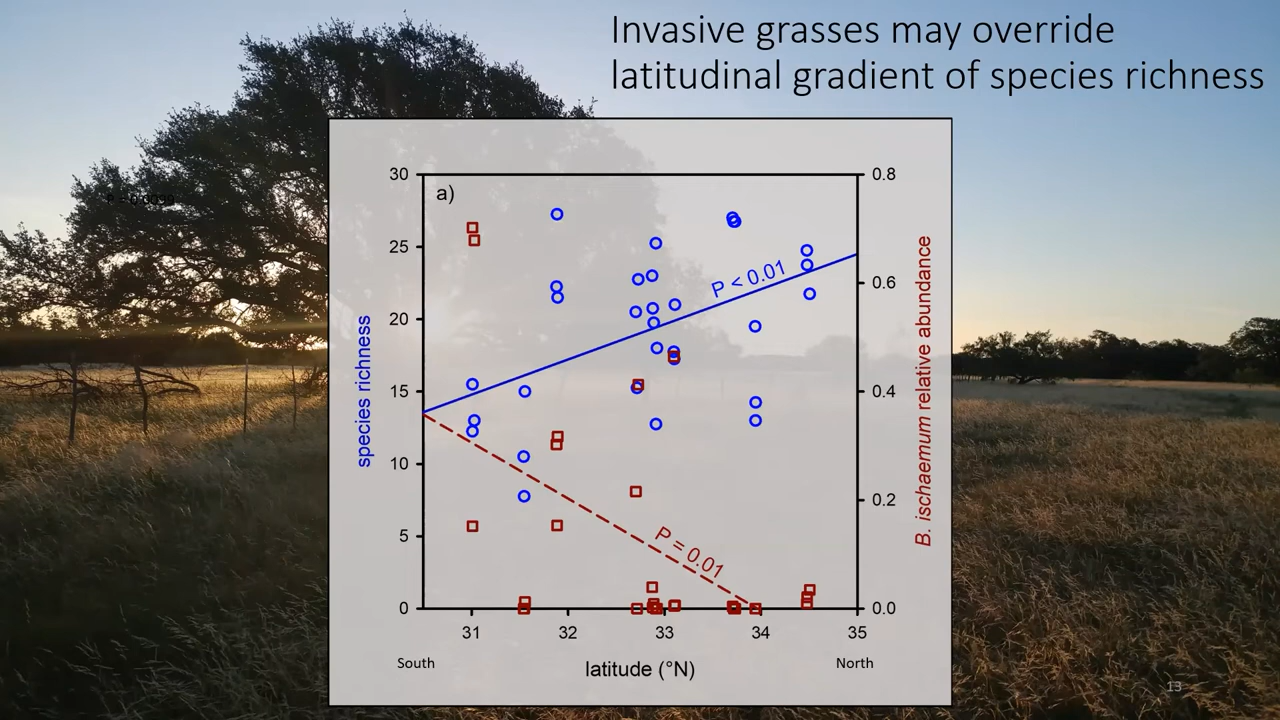 Invasive grasses may override
latitudinal gradient of species richness
a)
30
25
20
15
10
5
0
0.8
0.6
0.4
0.2
0.0
P < 0.01
P = 0.01
species richness
B. ischaemum relative abundance
31 32 33 34 35
South
North
latitude (°N)
13